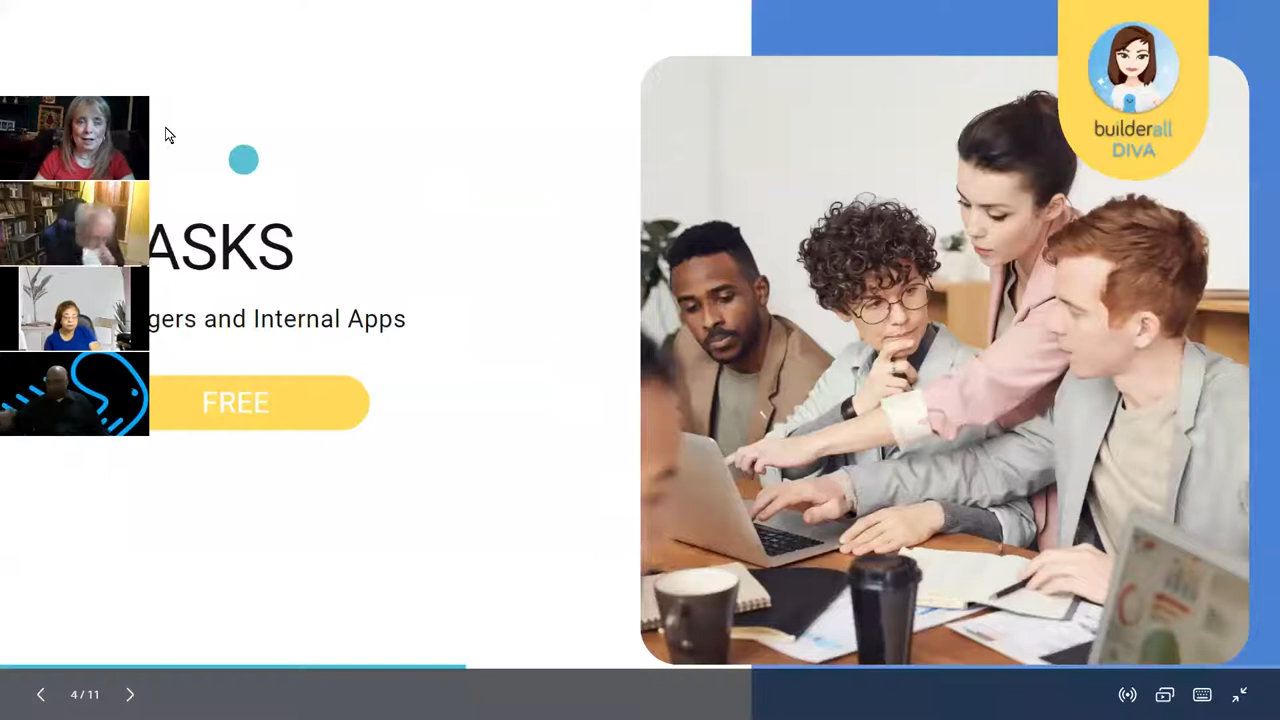 ASKS
gers and Internal Apps
FREE
builderall
DIVA
4 / 11